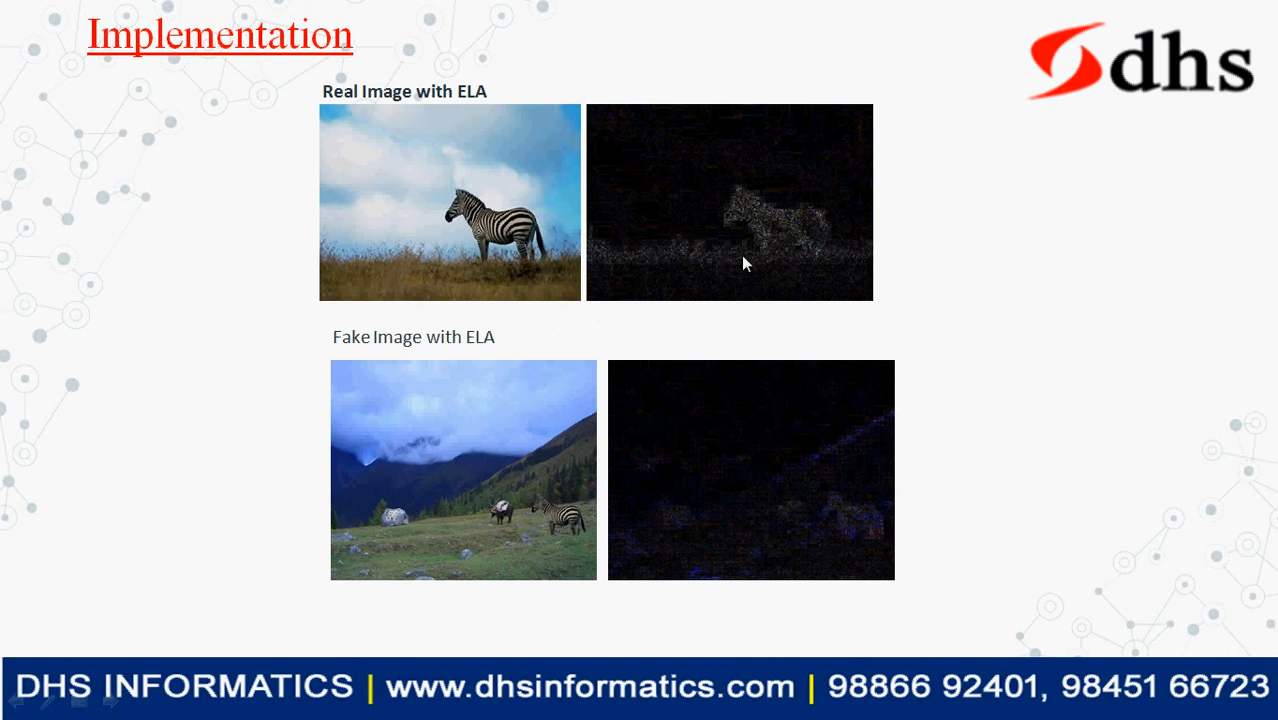 Implementation
dhs
Real Image with ELA
Fake Image with ELA
DHS INFORMATICS | www.dhsinformatics.com | 98866 92401, 98451 66723